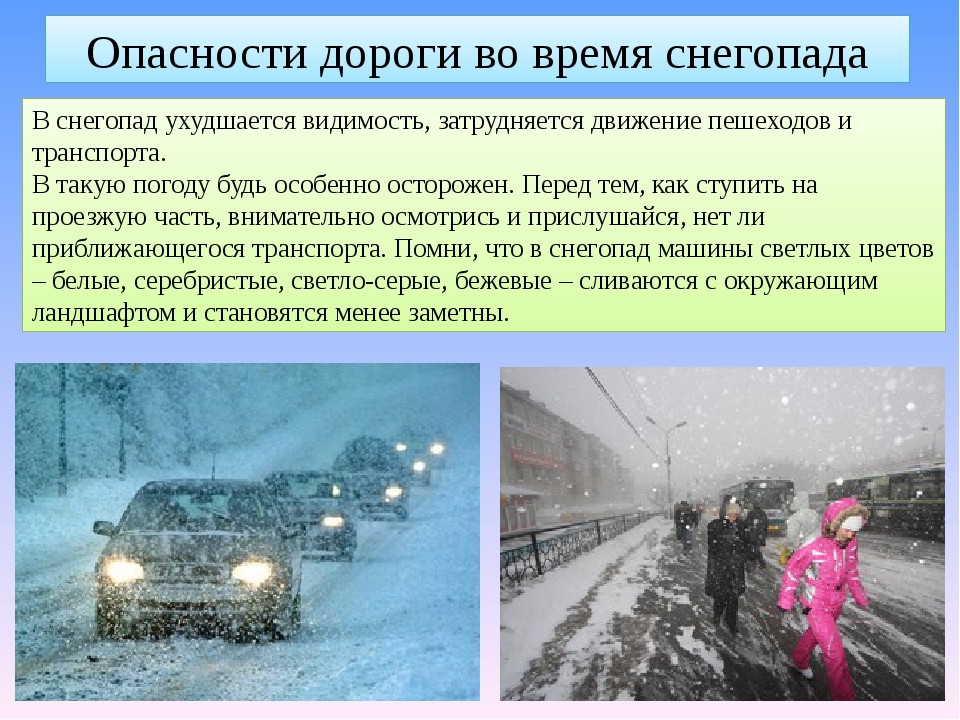 Опасности дороги во время снегопада
В снегопад ухудшается видимость, затрудняется движение пешеходов и
транспорта.
В такую погоду будь особенно осторожен. Перед тем, как ступить на
проезжую часть, внимательно осмотрись и прислушайся, нет ли
приближающегося транспорта. Помни, что в снегопад машины светлых цветов
– белые, серебристые, светло-серые, бежевые – сливаются с окружающим
ландшафтом и становятся менее заметны.